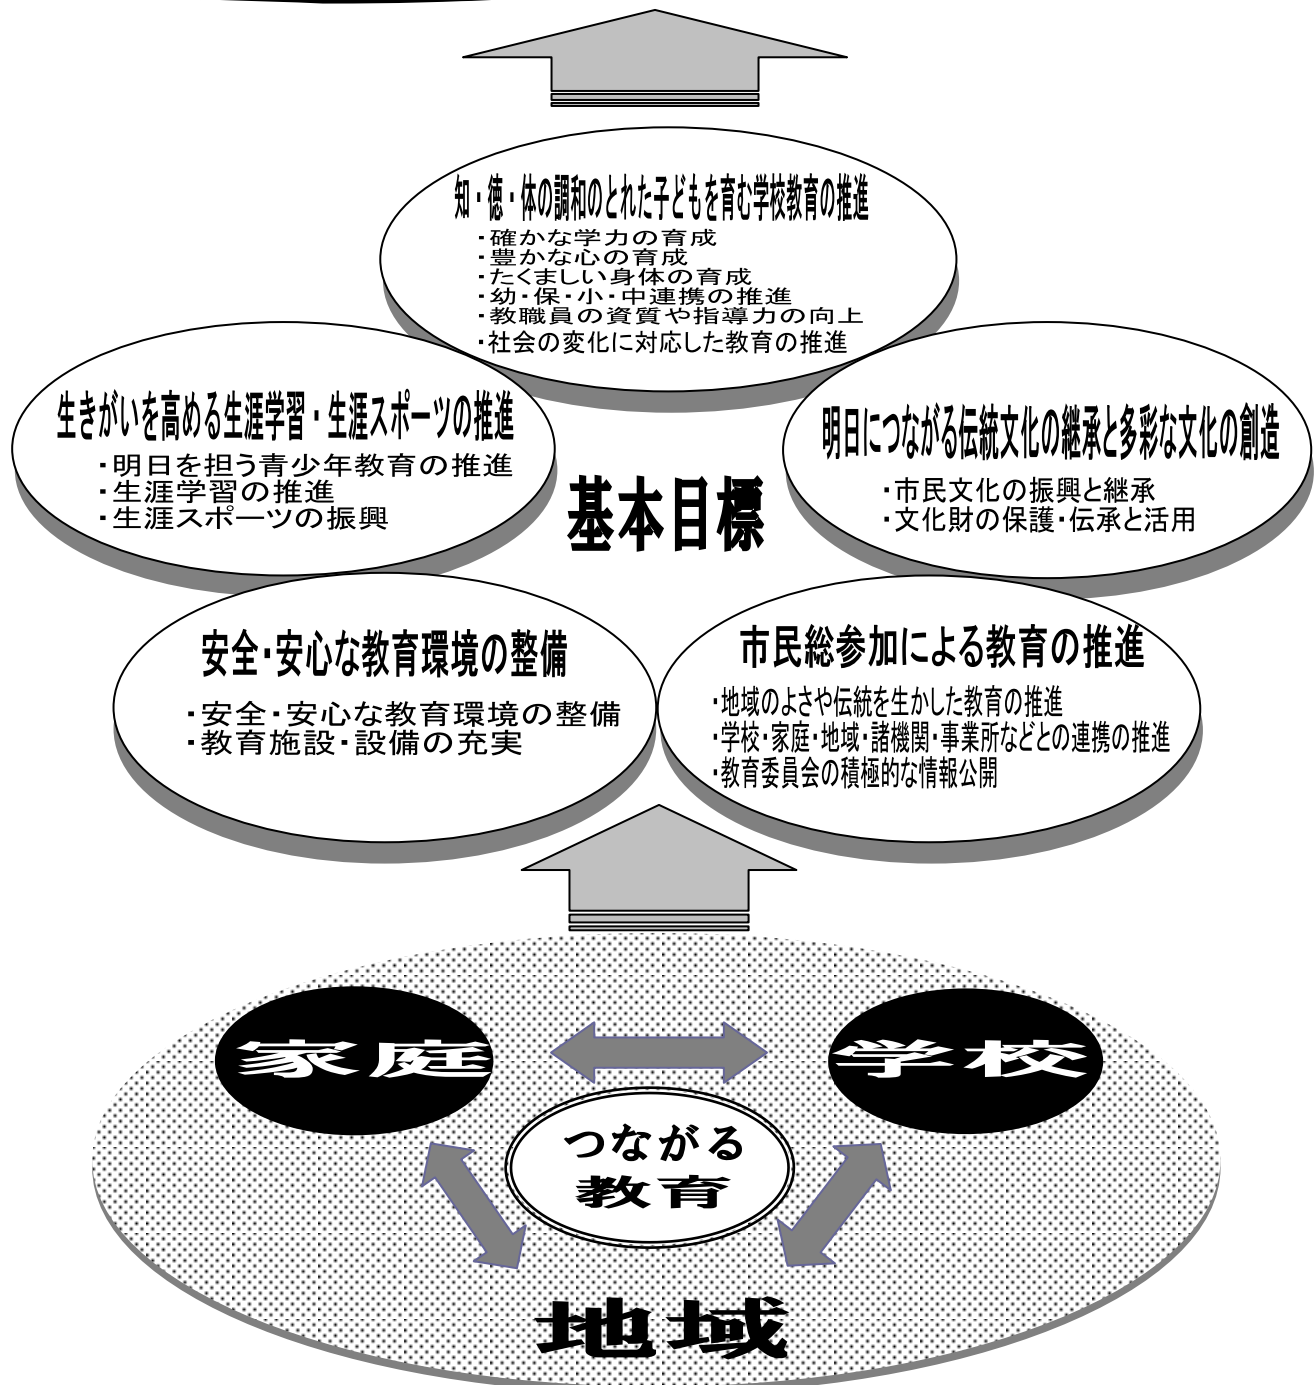 知・徳・体の調和のとれた子どもを育む学校教育の推進
・確かな学力の育成
・豊かな心の育成
・たくましい身体の育成
・幼・保・小・中連携の推進
・教職員の資質や指導力の向上
・社会の変化に対応した教育の推進
生きがいを高める生涯学習・生涯スポーツの推進
・明日を担う青少年教育の推進
・生涯学習の推進
・生涯スポーツの振興
基本目標
明日につながる伝統文化の継承と多彩な文化の創造
・市民文化の振興と継承
・文化財の保護・伝承と活用
安全・安心な教育環境の整備
・安全・安心な教育環境の整備
・教育施設・設備の充実
市民総参加による教育の推進
・地域のよさや伝統を生かした教育の推進
・学校・家庭・地域・諸機関・事業所などとの連携の推進
・教育委員会の積極的な情報公開
家庭
学校
つながる
教育
地域